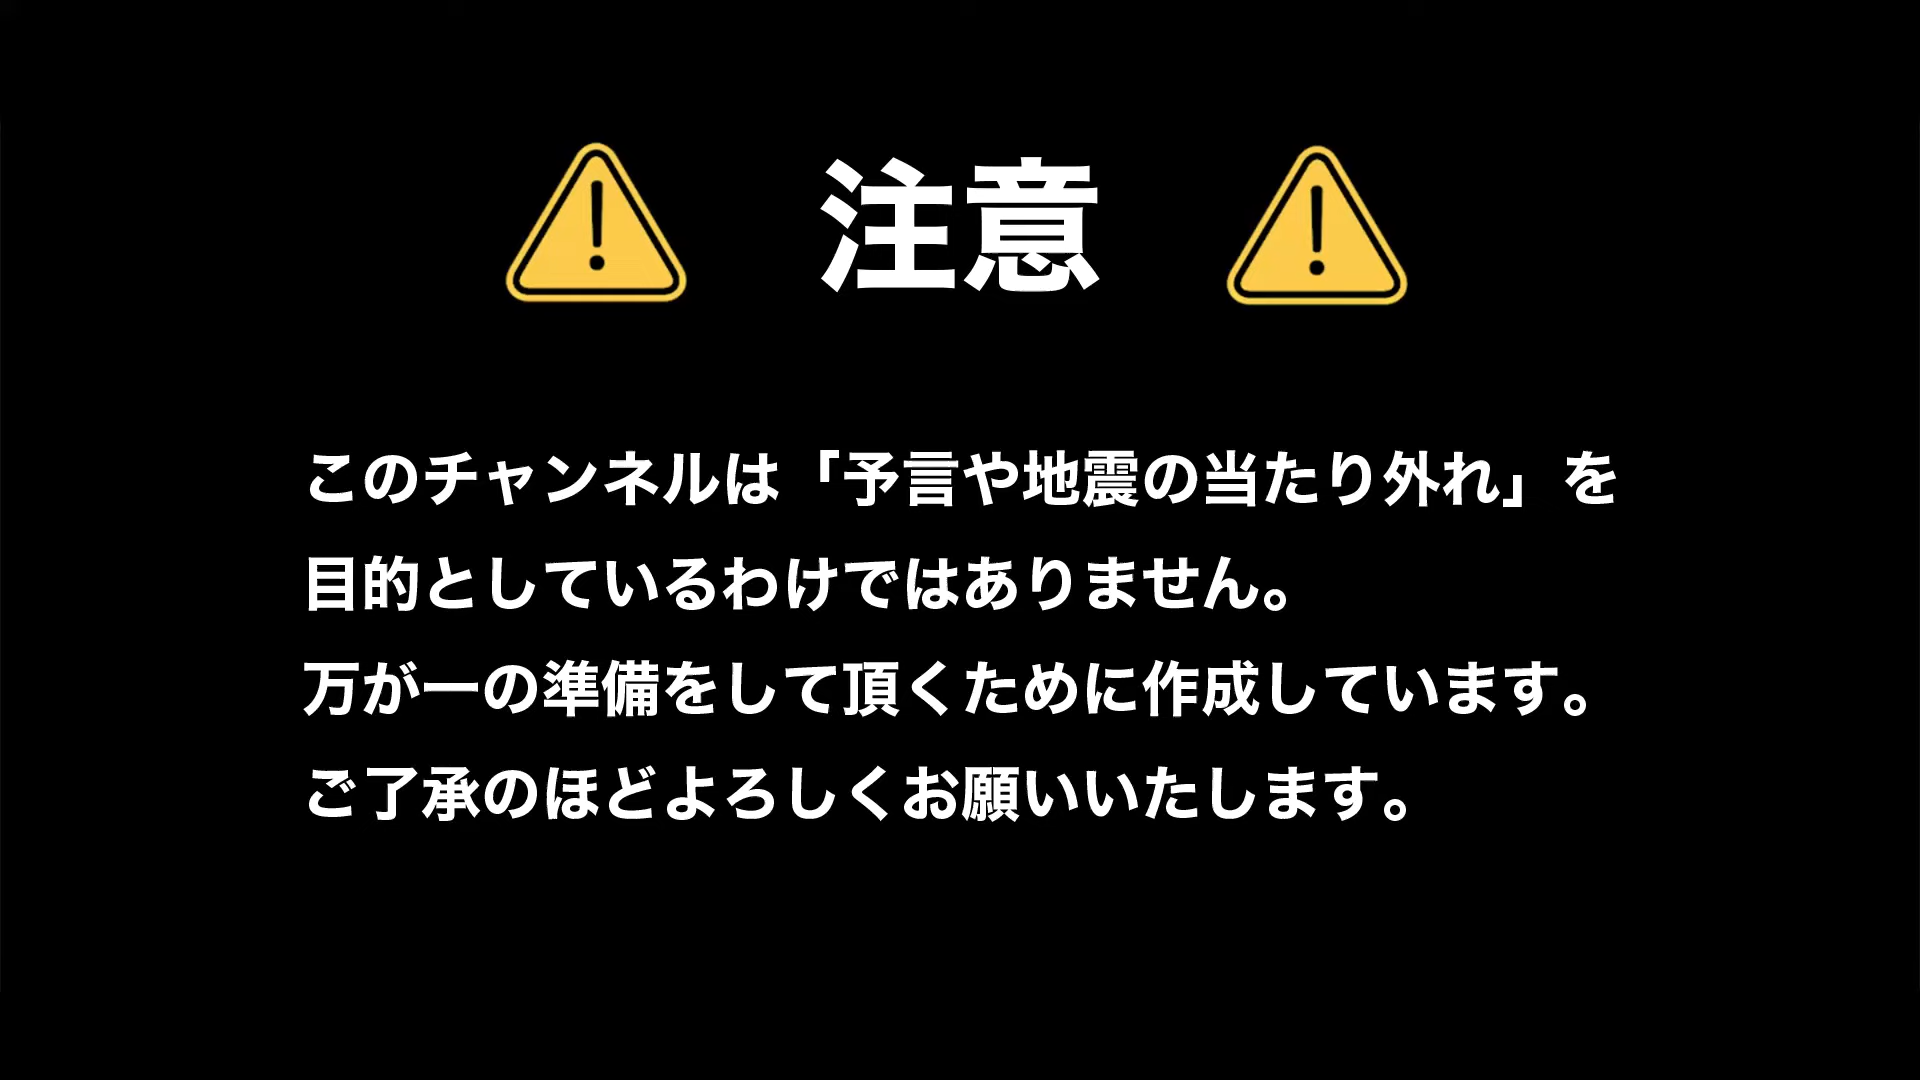 注意
このチャンネルは「予言や地震の当たり外れ」を
目的としているわけではありません。
万が一の準備をして頂くために作成しています。
ご了承のほどよろしくお願いいたします。